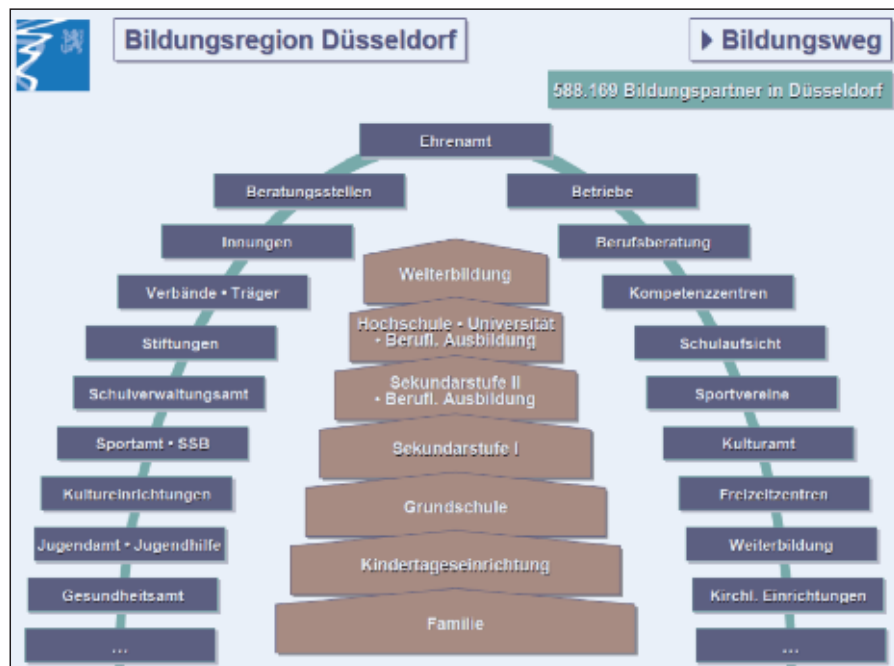 Bildungsregion Düsseldorf
▶ Bildungsweg
588.169 Bildungspartner in Düsseldorf
Ehrenamt
Beratungsstellen
Betriebe
Innungen
Berufsberatung
Verbände • Träger
Kompetenzzentren
Stiftungen
Schulaufsicht
Schulverwaltungsamt
Sportvereine
Sportamt • SSB
Kulturamt
Kultureinrichtungen
Freizeitzentren
Jugendamt • Jugendhilfe
Weiterbildung
Gesundheitsamt
Kirchl. Einrichtungen
...
...
Weiterbildung
Hochschule • Universität
• Berufl. Ausbildung
Sekundarstufe II
• Berufl. Ausbildung
Sekundarstufe I
Grundschule
Kindertageseinrichtung
Familie